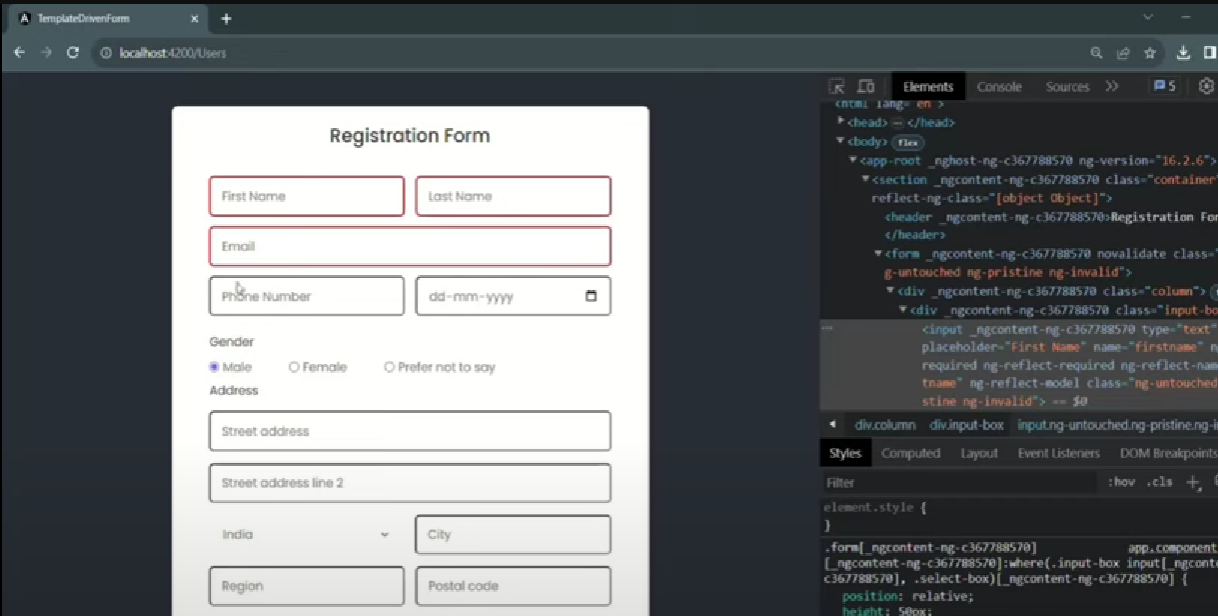 TemplateDrivenForm
localhost:4200/Users
Registration Form
First Name
Last Name
Email
Phone Number
dd-mm-yyyy
Gender
Male
Female
Prefer not to say
Address
Street address
Street address line 2
India
City
Region
Postal code
Elements
Console
Sources
5
<html lang="en">
<head> </head>
<body> flex
<app-root _nghost-ng-c367788570 ng-version="16.2.6">
<section _ngcontent-ng-c367788570 class="container"
reflect-ng-class="[object Object]">
<header _ngcontent-ng-c367788570>Registration For
</header>
<form _ngcontent-ng-c367788570 novalidate class="
g-untouched ng-pristine ng-invalid">
<div _ngcontent-ng-c367788570 class="column">
<div _ngcontent-ng-c367788570 class="input-bo
<input _ngcontent-ng-c367788570 type="text"
placeholder="First Name" name="firstname" n
required ng-reflect-required ng-reflect-nam
tname" ng-reflect-model class="ng-untouched
stine ng-invalid"> == $0
div.column
div.input-box
input.ng-untouched.ng-pristine.ng-i
Styles
Computed
Layout
Event Listeners
DOM Breakpoints
Filter
:hov
.cls
element.style {
}
.form[_ngcontent-ng-c367788570]
app.component
[_ngcontent-ng-c367788570]:where(.input-box input[_ngconte
c367788570], .select-box)[_ngcontent-ng-c367788570] {
position: relative;
height: 50px;